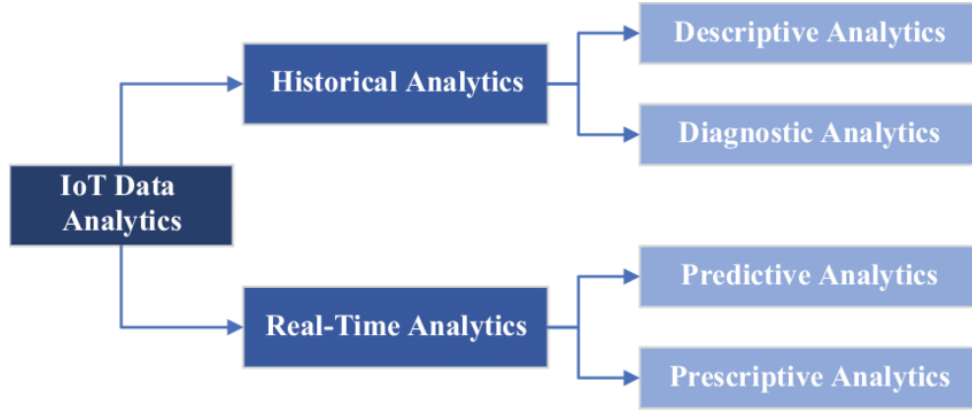 IoT Data
Analytics
Historical Analytics
Descriptive Analytics
Diagnostic Analytics
Real-Time Analytics
Predictive Analytics
Prescriptive Analytics